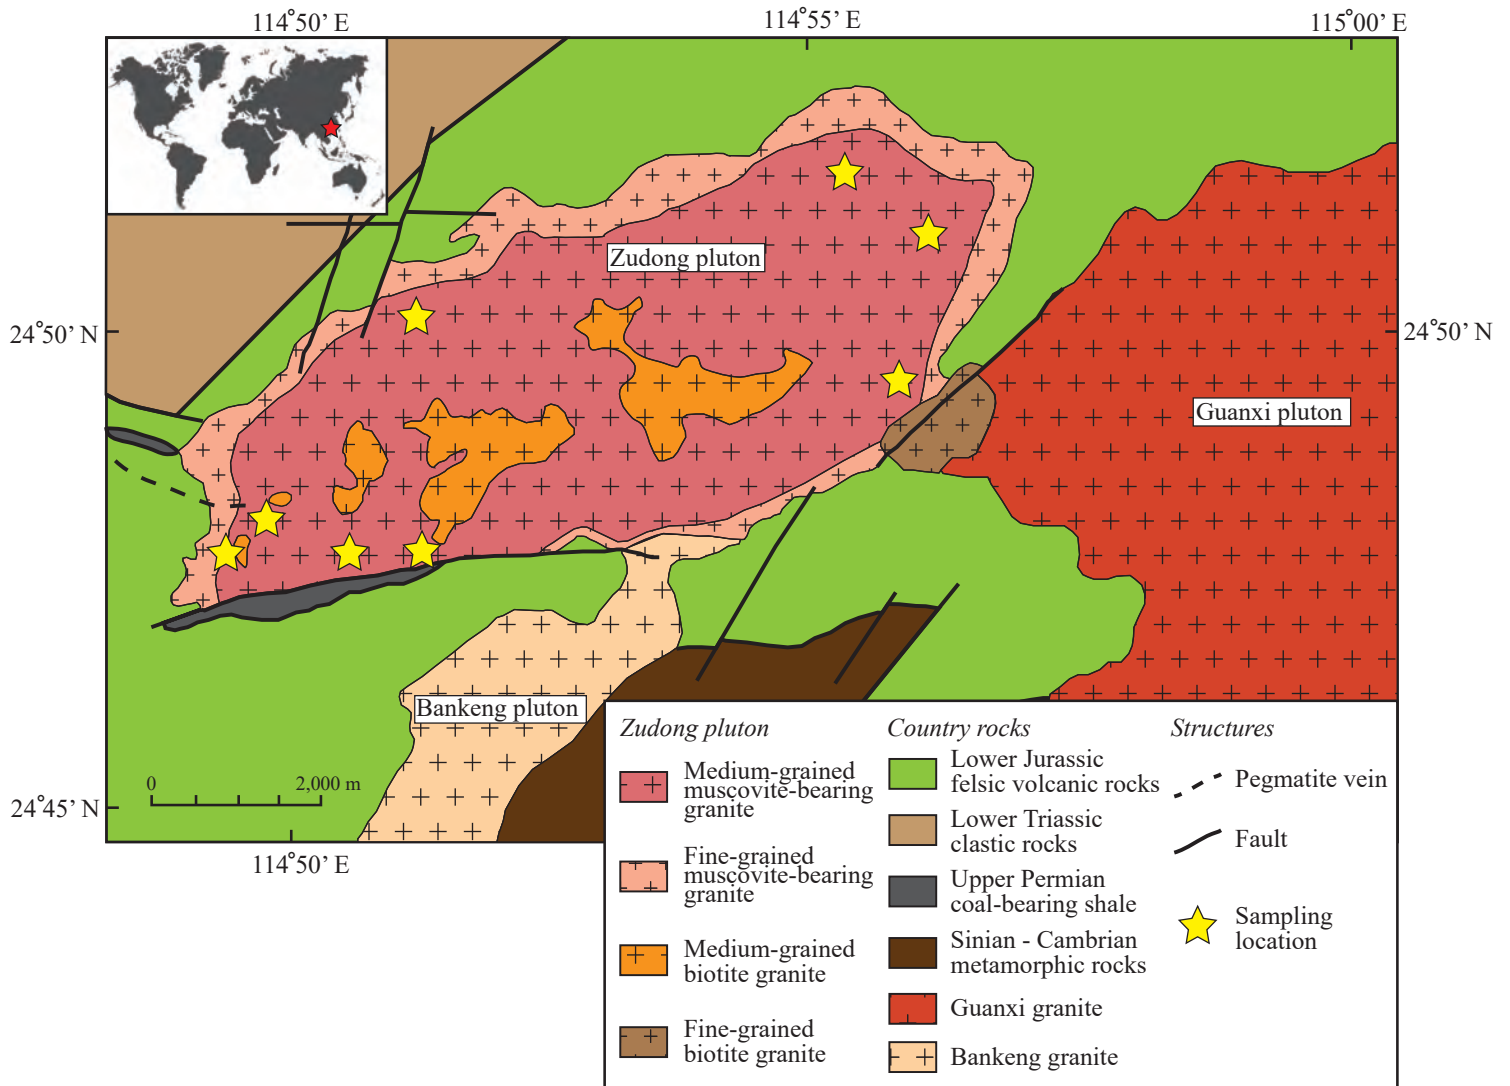 114°50’ E
114°55’ E
115°00’ E
Zudong pluton
24°50’ N
24°50’ N
Guanxi pluton
Bankeng pluton
0
2,000 m
24°45’ N
114°50’ E
Zudong pluton
Medium-grained
muscovite-bearing
granite
Fine-grained
muscovite-bearing
granite
Medium-grained
biotite granite
Fine-grained
biotite granite
Country rocks
Lower Jurassic
felsic volcanic rocks
Lower Triassic
clastic rocks
Upper Permian
coal-bearing shale
Sinian - Cambrian
metamorphic rocks
Guanxi granite
Bankeng granite
Structures
Pegmatite vein
Fault
Sampling
location